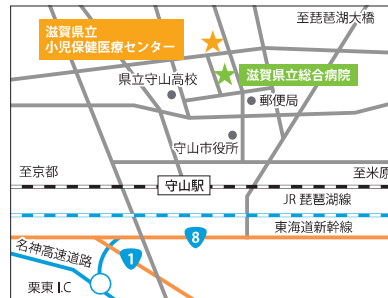 至琵琶湖大橋
滋賀県立
小児保健医療センター
滋賀県立総合病院
県立守山高校
郵便局
守山市役所
至京都
守山駅
至米原
JR 琵琶湖線
東海道新幹線
8
名神高速道路
1
栗東 I.C